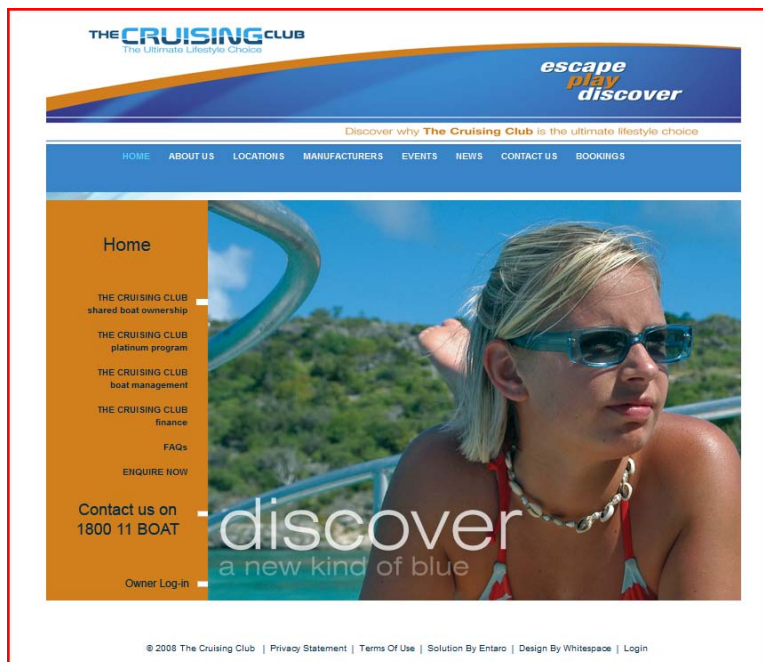 THE CRUISING CLUB
The Ultimate Lifestyle Choice
escape
play
discover
Discover why The Cruising Club is the ultimate lifestyle choice
HOME ABOUT US LOCATIONS MANUFACTURERS EVENTS NEWS CONTACT US BOOKINGS
Home
THE CRUISING CLUB
shared boat ownership
THE CRUISING CLUB
platinum program
THE CRUISING CLUB
boat management
THE CRUISING CLUB
finance
FAQs
ENQUIRE NOW
Contact us on
1800 11 BOAT
Owner Log-in
discover
a new kind of blue
© 2008 The Cruising Club | Privacy Statement | Terms Of Use | Solution By Entaro | Design By Whitespace | Login